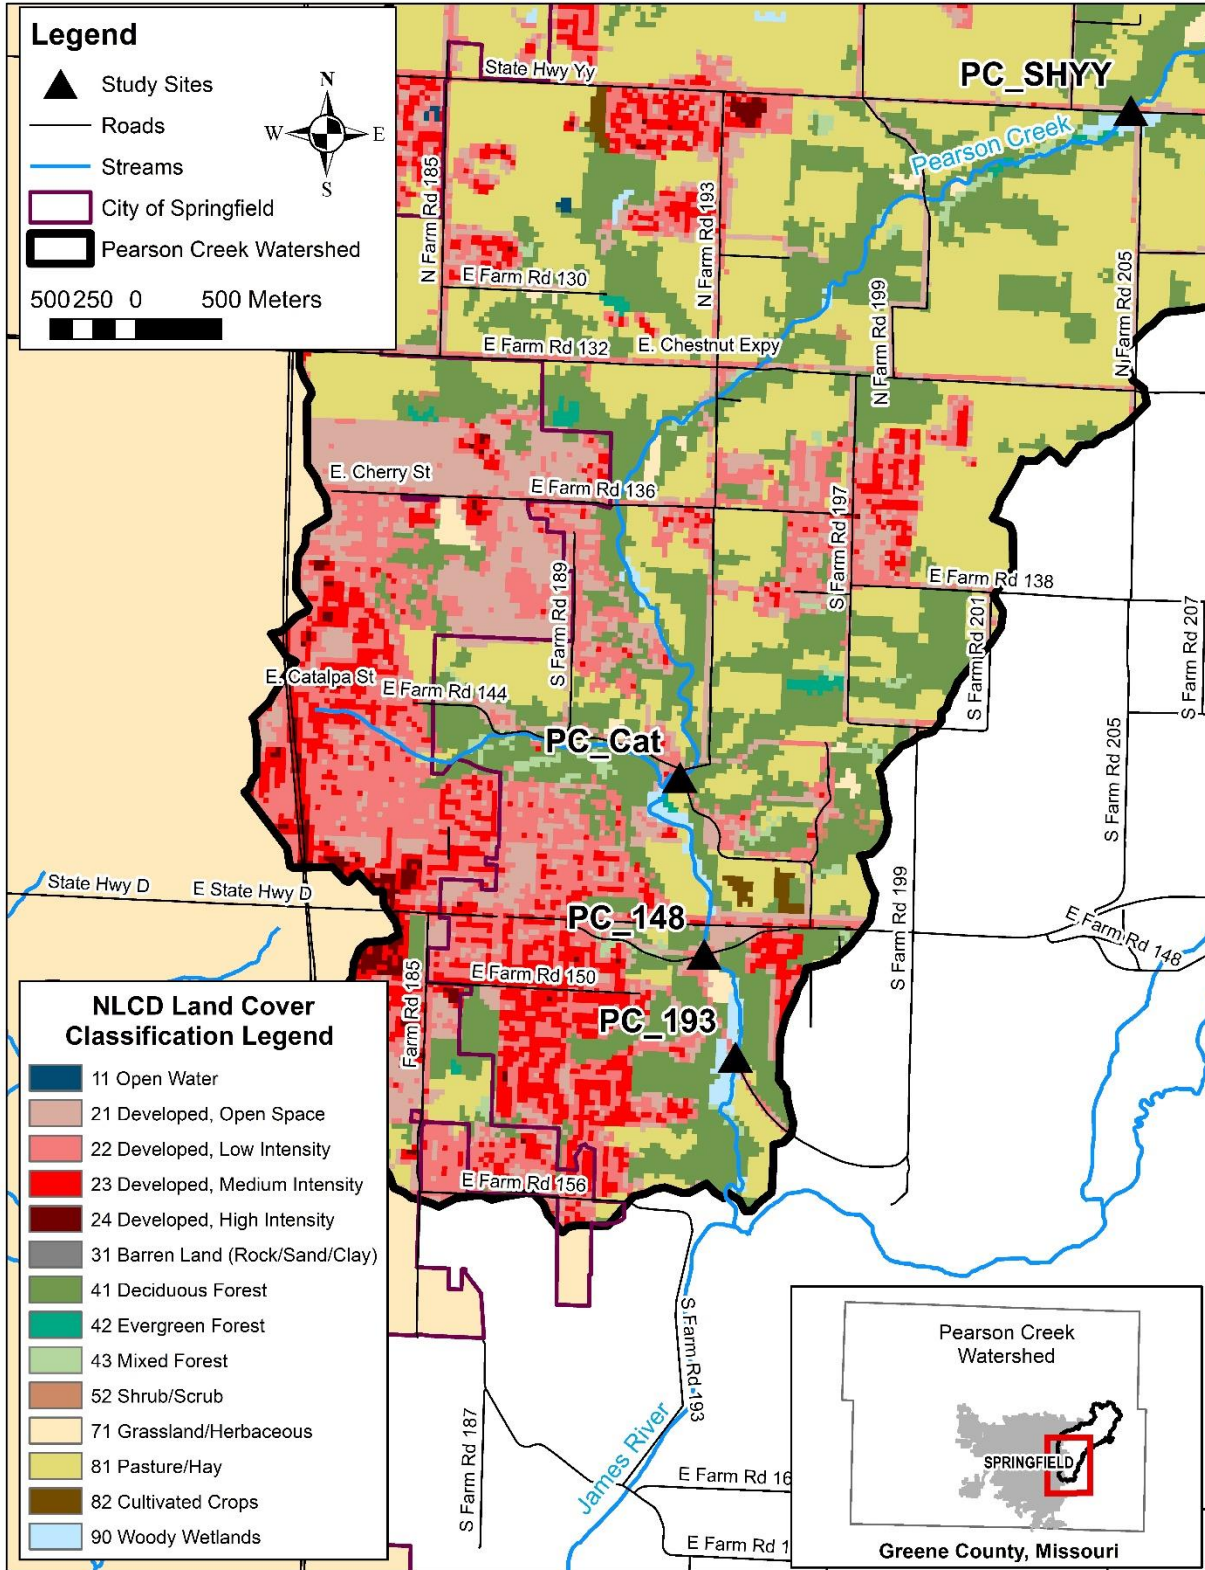 Legend
Study Sites
Roads
Streams
City of Springfield
Pearson Creek Watershed
500 250 0 500 Meters
N
W E
S
State Hwy Yy
PC_SHYY
Pearson Creek
N Farm Rd 185
N Farm Rd 193
N Farm Rd 199
N Farm Rd 205
E Farm Rd 130
E Farm Rd 132
E. Chestnut Expy
E. Cherry St
E Farm Rd 136
S Farm Rd 197
S Farm Rd 189
E Farm Rd 138
S Farm Rd 201
S Farm Rd 207
E. Catalpa St
E Farm Rd 144
PC_Cat
S Farm Rd 205
State Hwy D
E State Hwy D
PC_148
S Farm Rd 199
E Farm Rd 148
Farm Rd 185
E Farm Rd 150
PC_193
E Farm Rd 156
S Farm Rd 193
S Farm Rd 187
James River
E Farm Rd 16
E Farm Rd 1
NLCD Land Cover
Classification Legend
11 Open Water
21 Developed, Open Space
22 Developed, Low Intensity
23 Developed, Medium Intensity
24 Developed, High Intensity
31 Barren Land (Rock/Sand/Clay)
41 Deciduous Forest
42 Evergreen Forest
43 Mixed Forest
52 Shrub/Scrub
71 Grassland/Herbaceous
81 Pasture/Hay
82 Cultivated Crops
90 Woody Wetlands
Pearson Creek
Watershed
SPRINGFIELD
Greene County, Missouri